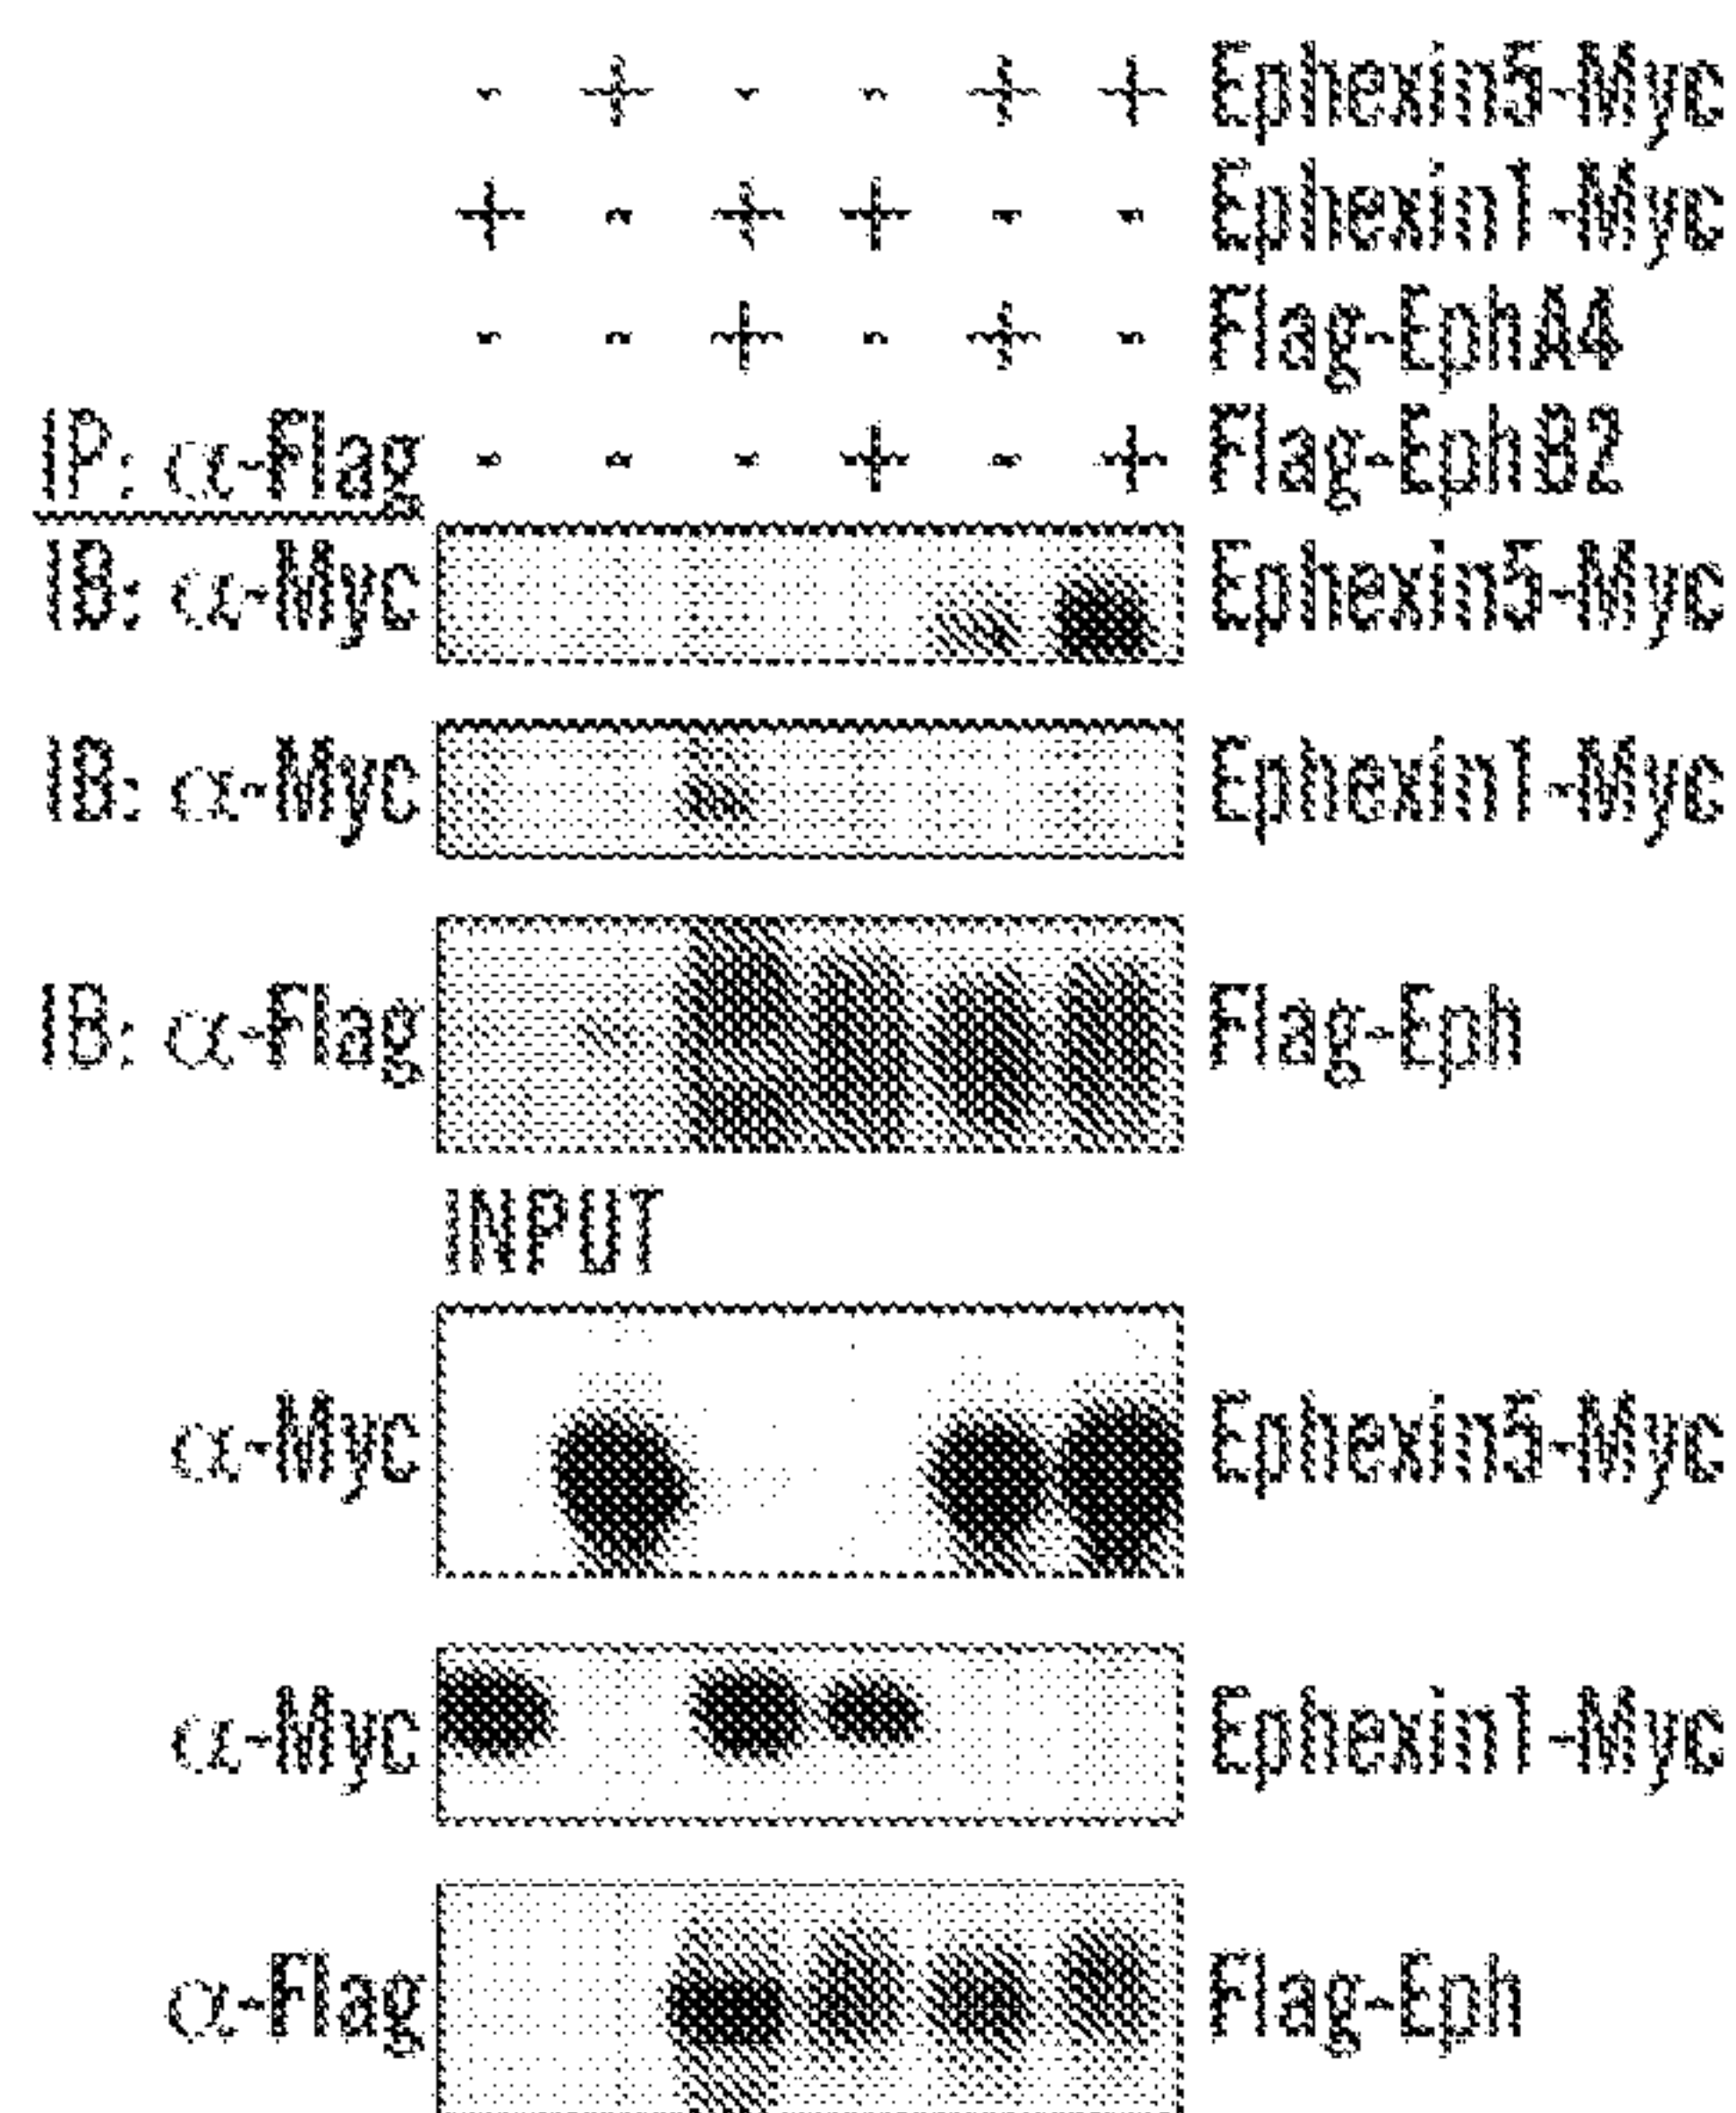 - + - - + + Ephexin5-Myc
+ - + + - - Ephexin1-Myc
- - + - + - Flag-EphA4
IP: α-Flag - - - + - + Flag-EphB2
IB: α-Myc Ephexin5-Myc
IB: α-Myc Ephexin1-Myc
IB: α-Flag Flag-Eph
INPUT
α-Myc Ephexin5-Myc
α-Myc Ephexin1-Myc
α-Flag Flag-Eph